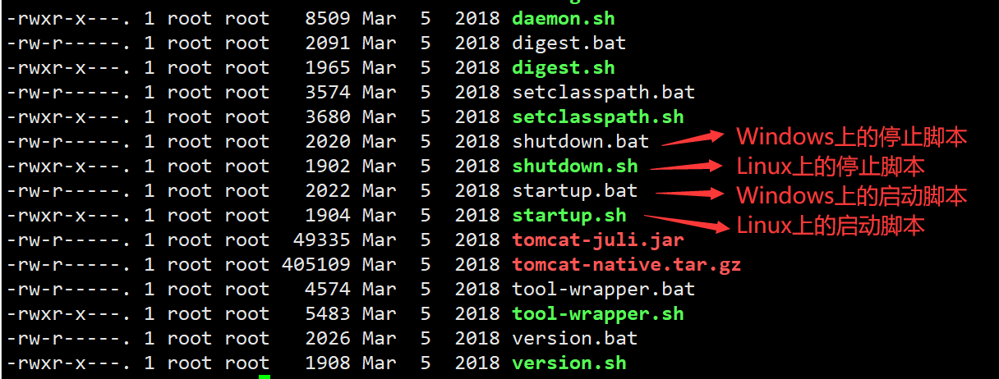 -rwxr-x---. 1 root root   8509 Mar  5  2018 daemon.sh
-rw-r-----. 1 root root   2091 Mar  5  2018 digest.bat
-rwxr-x---. 1 root root   1965 Mar  5  2018 digest.sh
-rw-r-----. 1 root root   3574 Mar  5  2018 setclasspath.bat
-rwxr-x---. 1 root root   3680 Mar  5  2018 setclasspath.sh
-rw-r-----. 1 root root   2020 Mar  5  2018 shutdown.bat Windows上的停止脚本
-rwxr-x---. 1 root root   1902 Mar  5  2018 shutdown.sh Linux上的停止脚本
-rw-r-----. 1 root root   2022 Mar  5  2018 startup.bat Windows上的启动脚本
-rwxr-x---. 1 root root   1904 Mar  5  2018 startup.sh Linux上的启动脚本
-rw-r-----. 1 root root  49335 Mar  5  2018 tomcat-juli.jar
-rw-r-----. 1 root root 405109 Mar  5  2018 tomcat-native.tar.gz
-rw-r-----. 1 root root   4574 Mar  5  2018 tool-wrapper.bat
-rwxr-x---. 1 root root   5483 Mar  5  2018 tool-wrapper.sh
-rw-r-----. 1 root root   2026 Mar  5  2018 version.bat
-rwxr-x---. 1 root root   1908 Mar  5  2018 version.sh